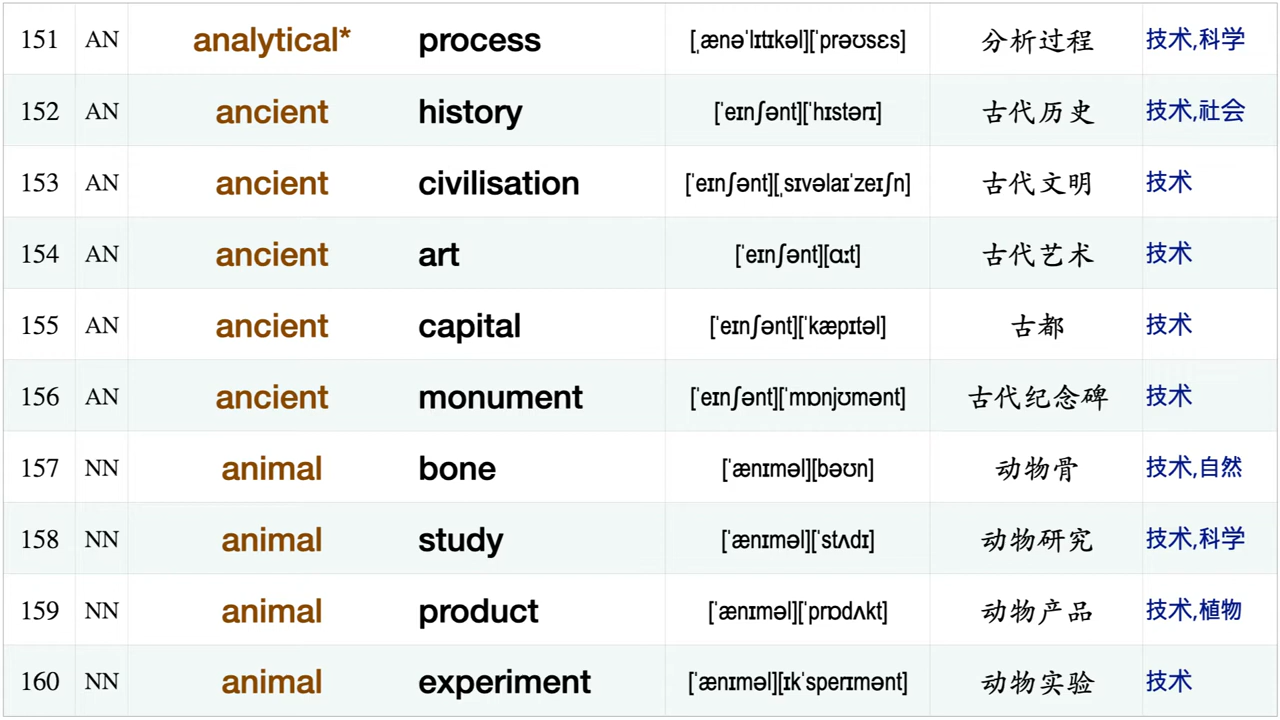 151 AN analytical* process [ˌænəˈlɪtɪkəl][ˈprəʊsɛs] 分析过程 技术,科学
152 AN ancient history [ˈeɪnʃənt][ˈhɪstərɪ] 古代历史 技术,社会
153 AN ancient civilisation [ˈeɪnʃənt][ˌsɪvəlaɪˈzeɪʃn] 古代文明 技术
154 AN ancient art [ˈeɪnʃənt][ɑːt] 古代艺术 技术
155 AN ancient capital [ˈeɪnʃənt][ˈkæpɪtəl] 古都 技术
156 AN ancient monument [ˈeɪnʃənt][ˈmɒnjʊmənt] 古代纪念碑 技术
157 NN animal bone [ˈænɪməl][bəʊn] 动物骨 技术,自然
158 NN animal study [ˈænɪməl][ˈstʌdɪ] 动物研究 技术,科学
159 NN animal product [ˈænɪməl][ˈprɒdʌkt] 动物产品 技术,植物
160 NN animal experiment [ˈænɪməl][ɪkˈsperɪmənt] 动物实验 技术